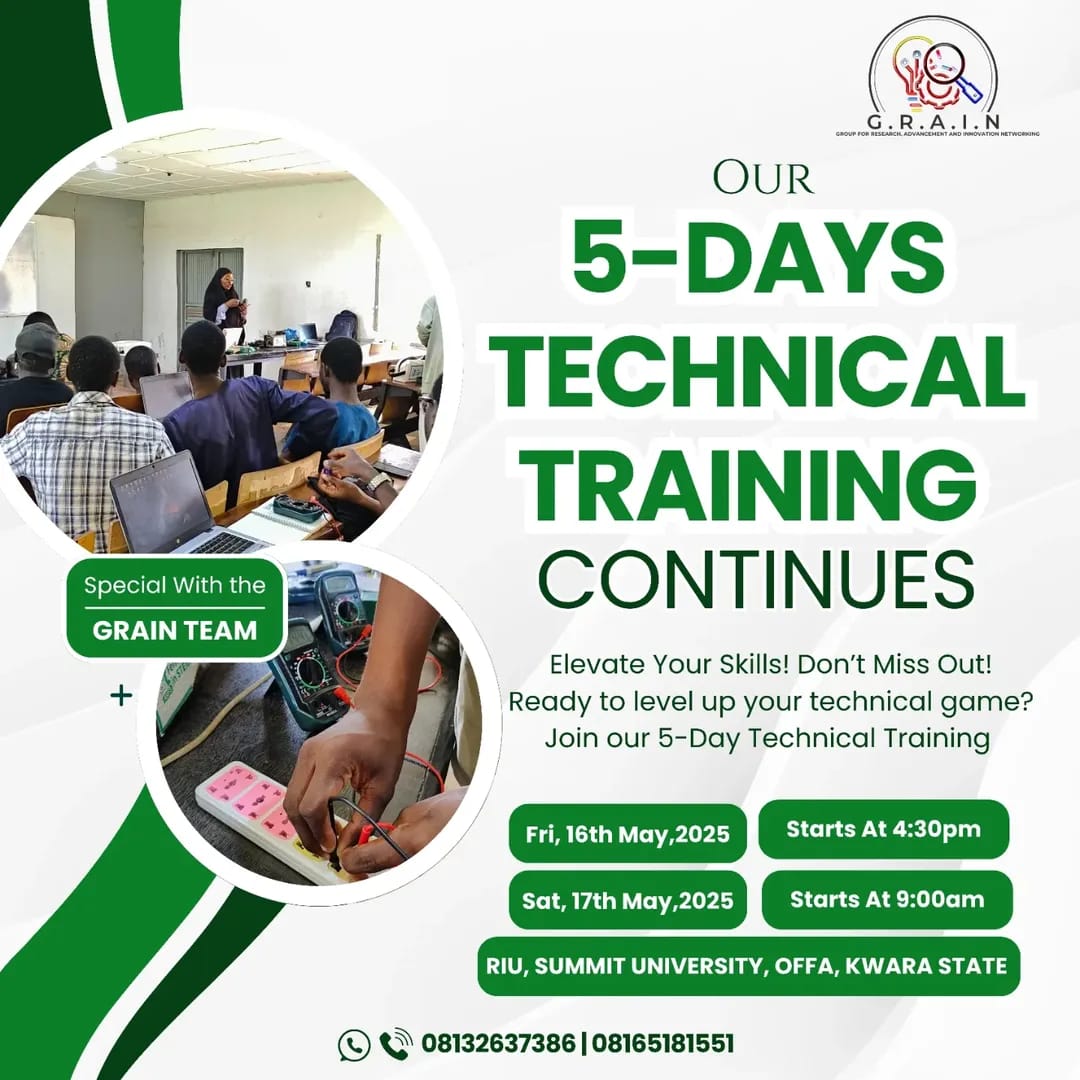 G.R.A.I.N
GROUP FOR RESEARCH, ADVANCEMENT AND INNOVATION NETWORKING
OUR
5-DAYS
TECHNICAL
TRAINING
CONTINUES
Special With the
GRAIN TEAM
+
Elevate Your Skills! Don’t Miss Out!
Ready to level up your technical game?
Join our 5-Day Technical Training
Fri, 16th May,2025
Starts At 4:30pm
Sat, 17th May,2025
Starts At 9:00am
RIU, SUMMIT UNIVERSITY, OFFA, KWARA STATE
08132637386 | 08165181551